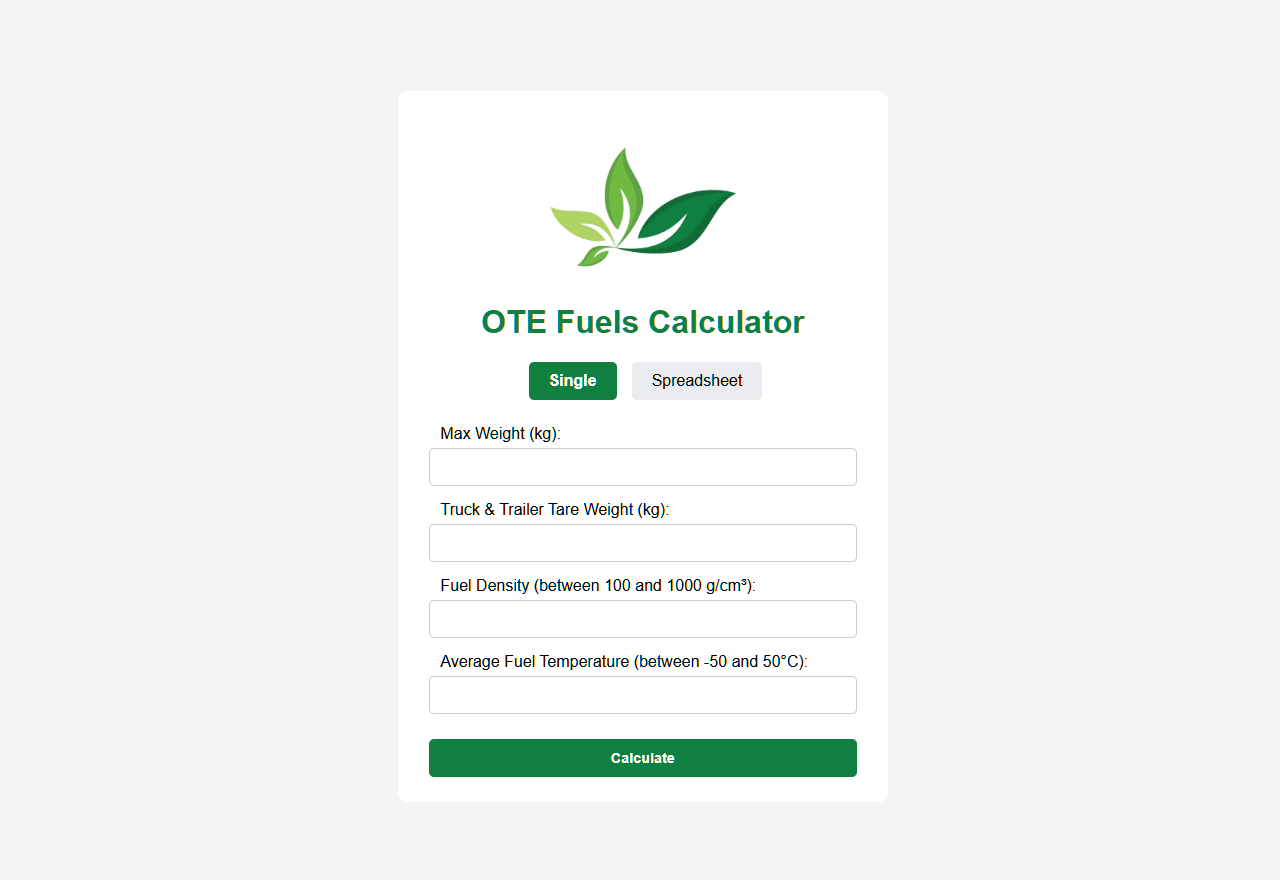 OTE Fuels Calculator
Single Spreadsheet
Max Weight (kg):
Truck & Trailer Tare Weight (kg):
Fuel Density (between 100 and 1000 g/cm³):
Average Fuel Temperature (between -50 and 50°C):
Calculate